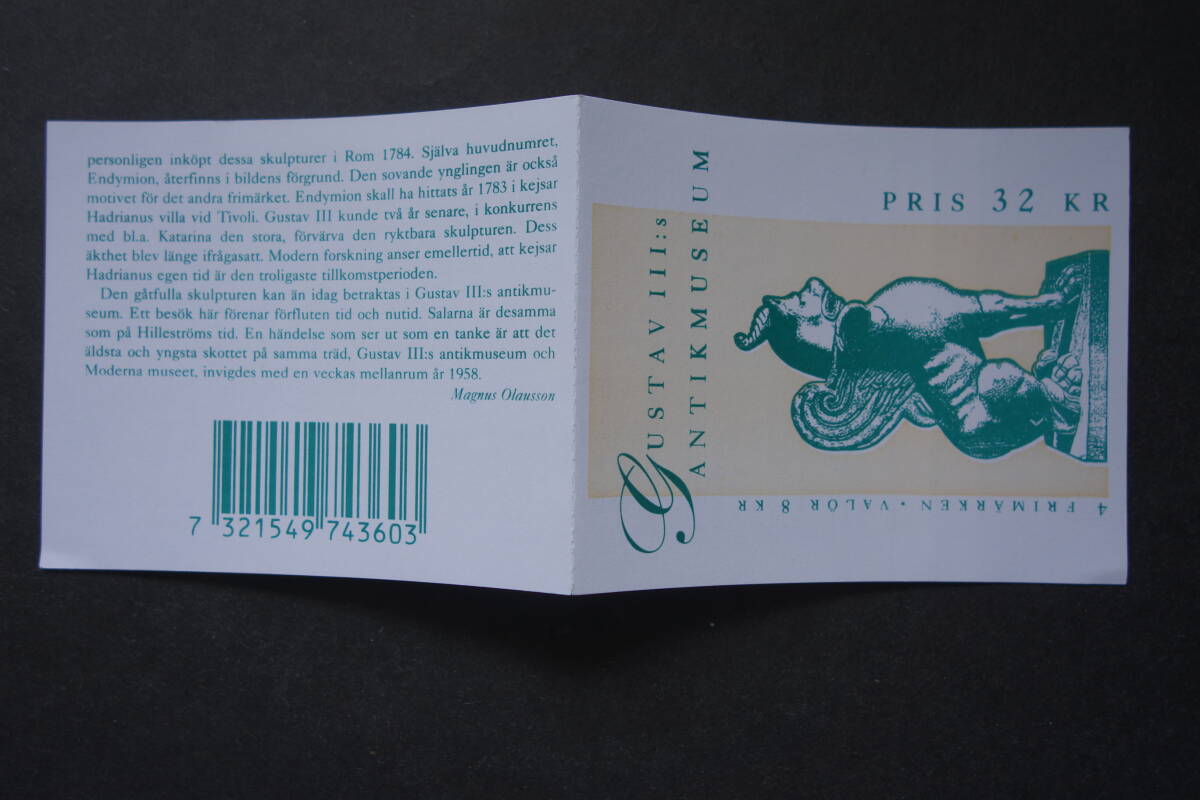 personligen inköpt dessa skulpturer i Rom 1784. Själva huvudnumret,
Endymion, återfinns i bildens förgrund. Den sovande ynglingen är också
motivet för det andra frimärket. Endymion skall ha hittats år 1783 i kejsar
Hadrianus villa vid Tivoli. Gustav III kunde två år senare, i konkurrens
med bl.a. Katarina den stora, förvärva den ryktbara skulpturen. Dess
äkthet blev länge ifrågasatt. Modern forskning anser emellertid, att kejsar
Hadrianus egen tid är den troligaste tillkomstperioden.
Den gåtfulla skulpturen kan än idag betraktas i Gustav III:s antikmu-
seum. Ett besök här förenar förfluten tid och nutid. Salarna är desamma
som på Hilleströms tid. En händelse som ser ut som en tanke är att det
äldsta och yngsta skottet på samma träd, Gustav III:s antikmuseum och
Moderna museet, invigdes med en veckas mellanrum år 1958.
Magnus Olausson
7 321549 743603
PRIS 32 KR
GUSTAV III:s
ANTIKMUSEUM
4 FRIMÄRKEN • VALÖR 8 KR